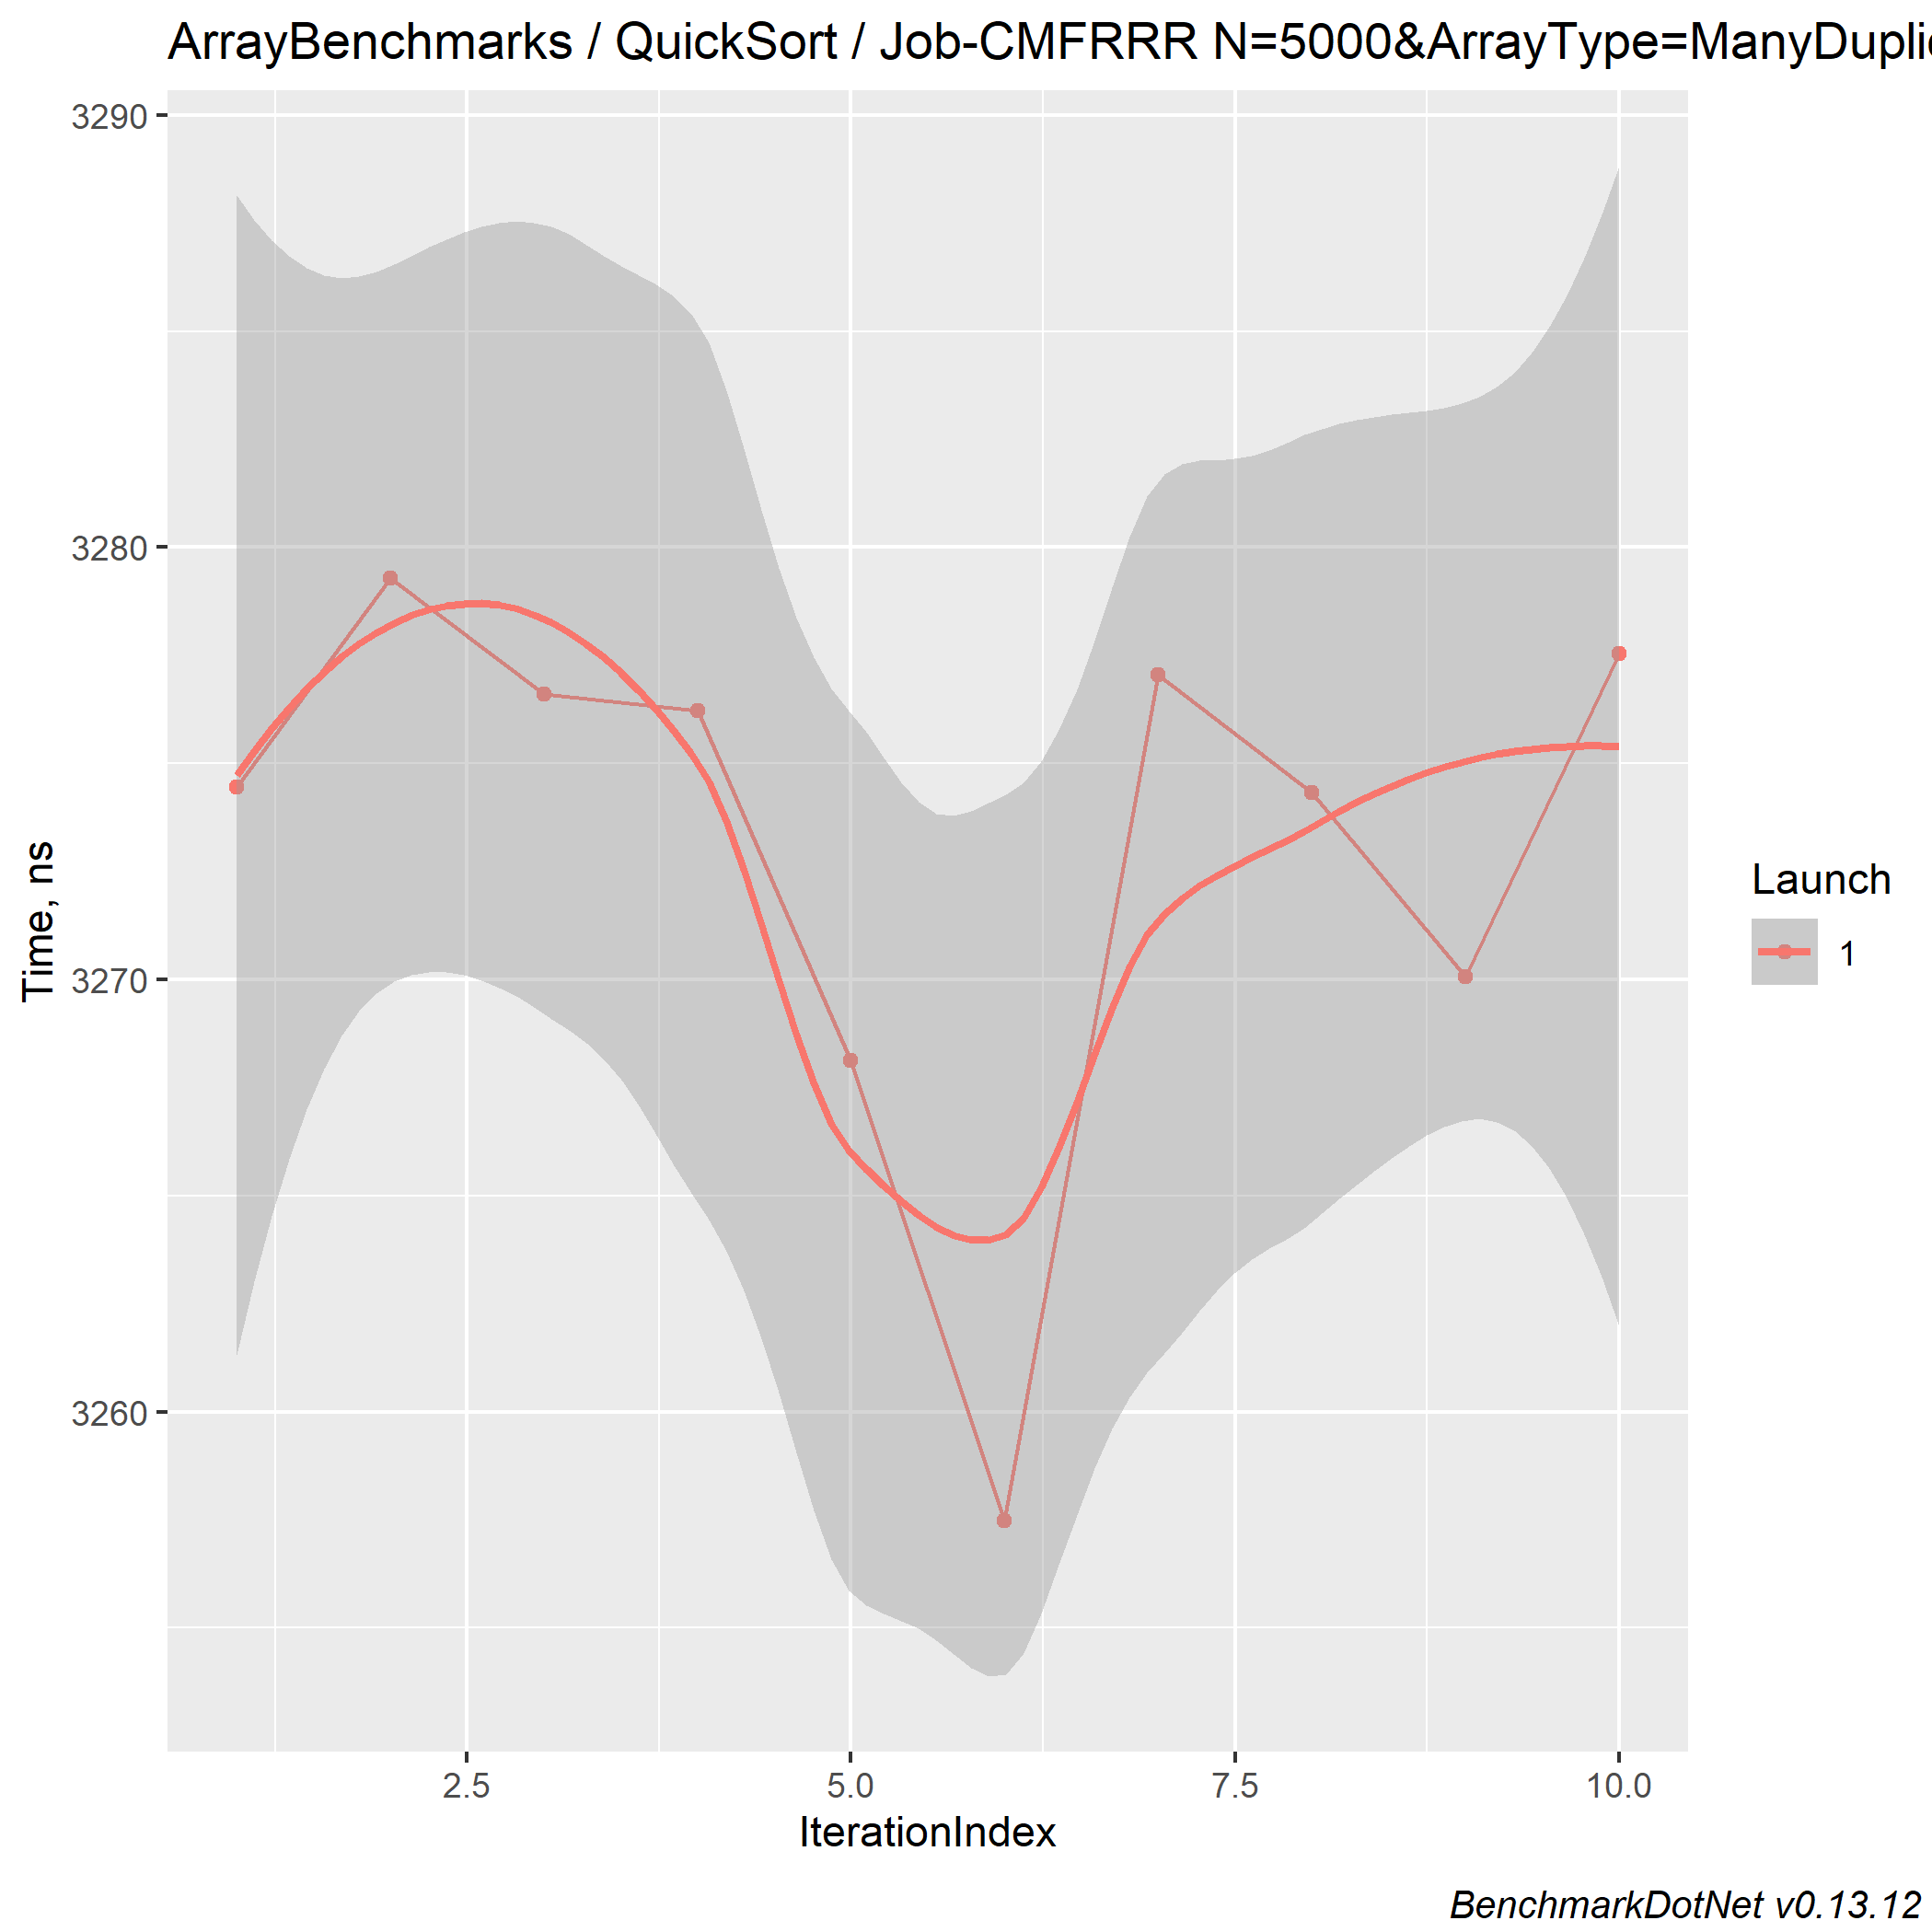 ArrayBenchmarks / QuickSort / Job-CMFRRR N=5000&ArrayType=ManyDuplic
3290
3280
3270
3260
Time, ns
2.5 5.0 7.5 10.0
IterationIndex
Launch
1
BenchmarkDotNet v0.13.12